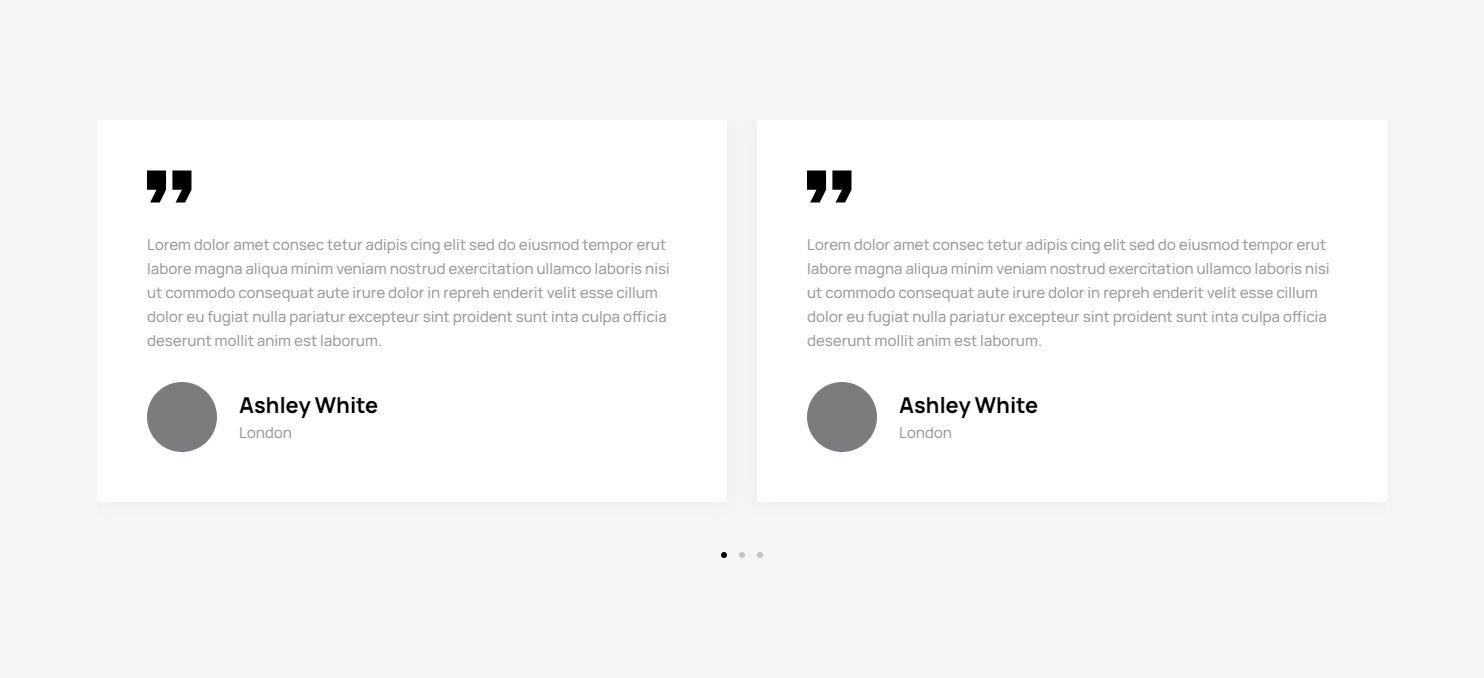 Lorem dolor amet consec tetur adipis cing elit sed do eiusmod tempor erut
labore magna aliqua minim veniam nostrud exercitation ullamco laboris nisi
ut commodo consequat aute irure dolor in repreh enderit velit esse cillum
dolor eu fugiat nulla pariatur excepteur sint proident sunt inta culpa officia
deserunt mollit anim est laborum.
Ashley White
London
Lorem dolor amet consec tetur adipis cing elit sed do eiusmod tempor erut
labore magna aliqua minim veniam nostrud exercitation ullamco laboris nisi
ut commodo consequat aute irure dolor in repreh enderit velit esse cillum
dolor eu fugiat nulla pariatur excepteur sint proident sunt inta culpa officia
deserunt mollit anim est laborum.
Ashley White
London